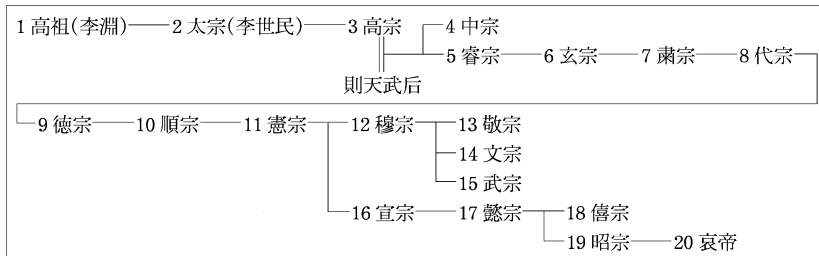 1 高祖(李淵) 2 太宗(李世民) 3 高宗 4 中宗
5 睿宗 6 玄宗 7 粛宗 8 代宗
則天武后
9 徳宗 10 順宗 11 憲宗 12 穆宗 13 敬宗
14 文宗
15 武宗
16 宣宗 17 懿宗 18 僖宗
19 昭宗 20 哀帝